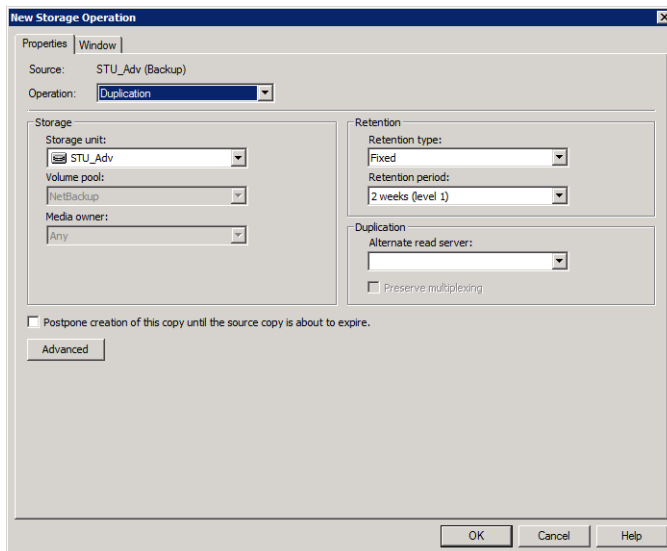 New Storage Operation
Properties
Window
Source: STU_Adv (Backup)
Operation: Duplication
Storage
Storage unit:
STU_Adv
Volume pool:
NetBackup
Media owner:
Any
Retention
Retention type:
Fixed
Retention period:
2 weeks (level 1)
Duplication
Alternate read server:
Preserve multiplexing
Postpone creation of this copy until the source copy is about to expire.
Advanced
OK
Cancel
Help